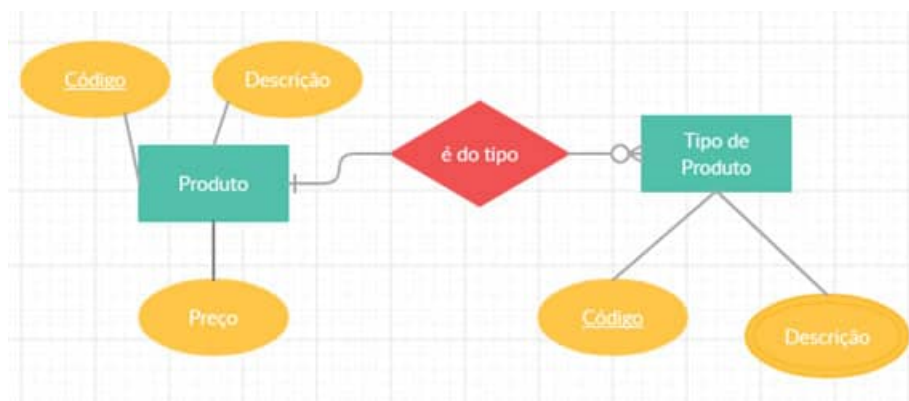 Código
Descrição
Produto
é do tipo
Tipo de
Produto
Preço
Código
Descrição